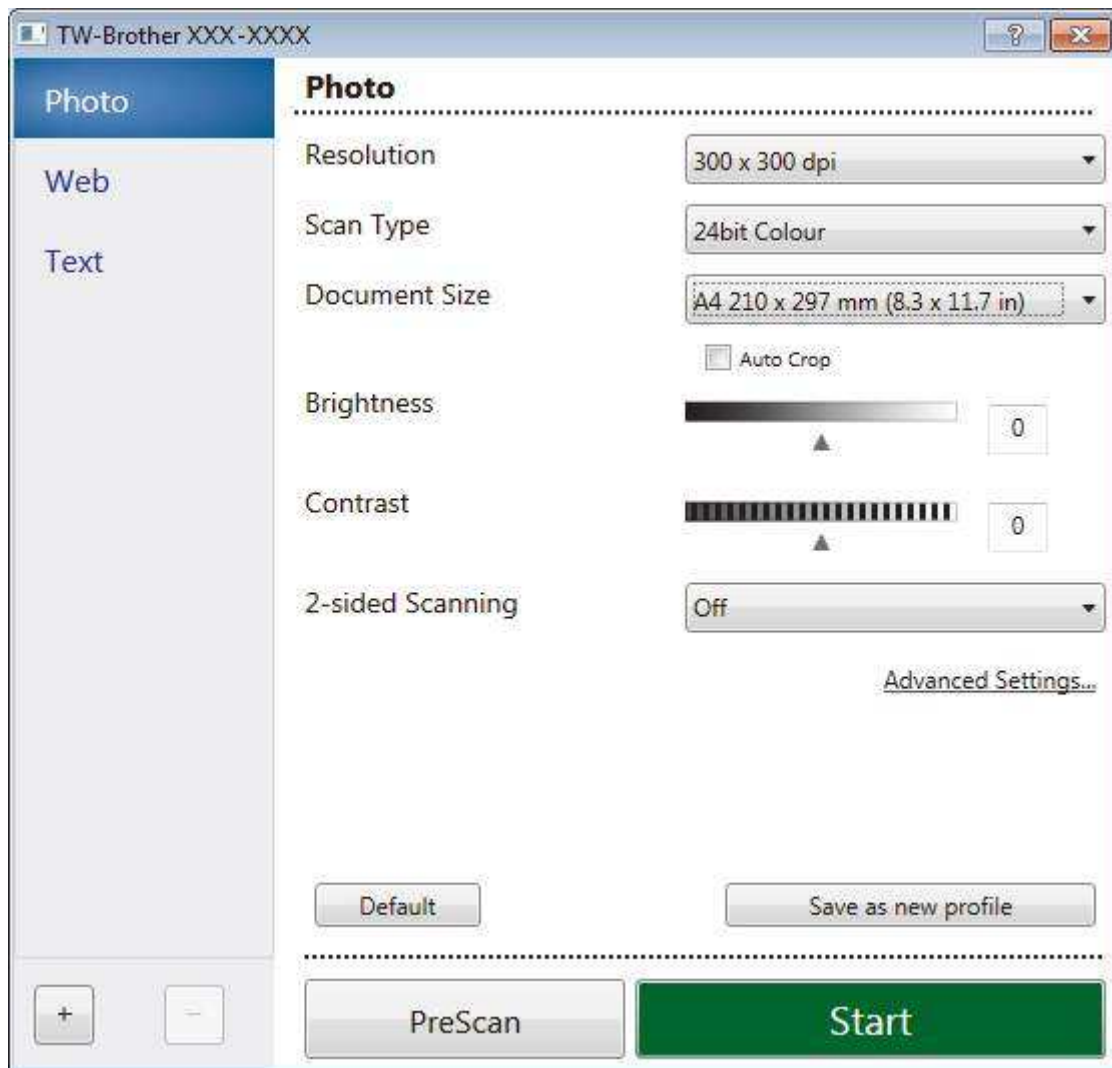 TW-Brother XXX-XXXX
?
Photo
Web
Text
Photo
Resolution
300 x 300 dpi
Scan Type
24bit Colour
Document Size
A4 210 x 297 mm (8.3 x 11.7 in)
Auto Crop
Brightness
0
Contrast
0
2-sided Scanning
Off
Advanced Settings...
Default
Save as new profile
+
-
PreScan
Start